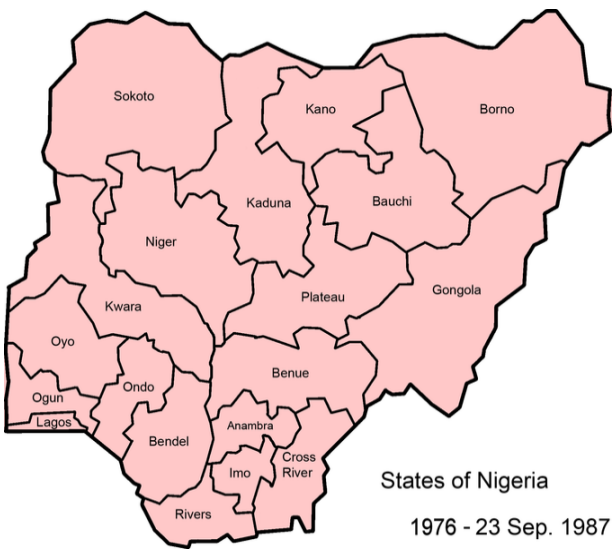 Sokoto
Kano
Borno
Kaduna
Bauchi
Niger
Plateau
Gongola
Kwara
Oyo
Benue
Ondo
Ogun
Lagos
Anambra
Bendel
Cross
River
Imo
Rivers
States of Nigeria
1976 - 23 Sep. 1987